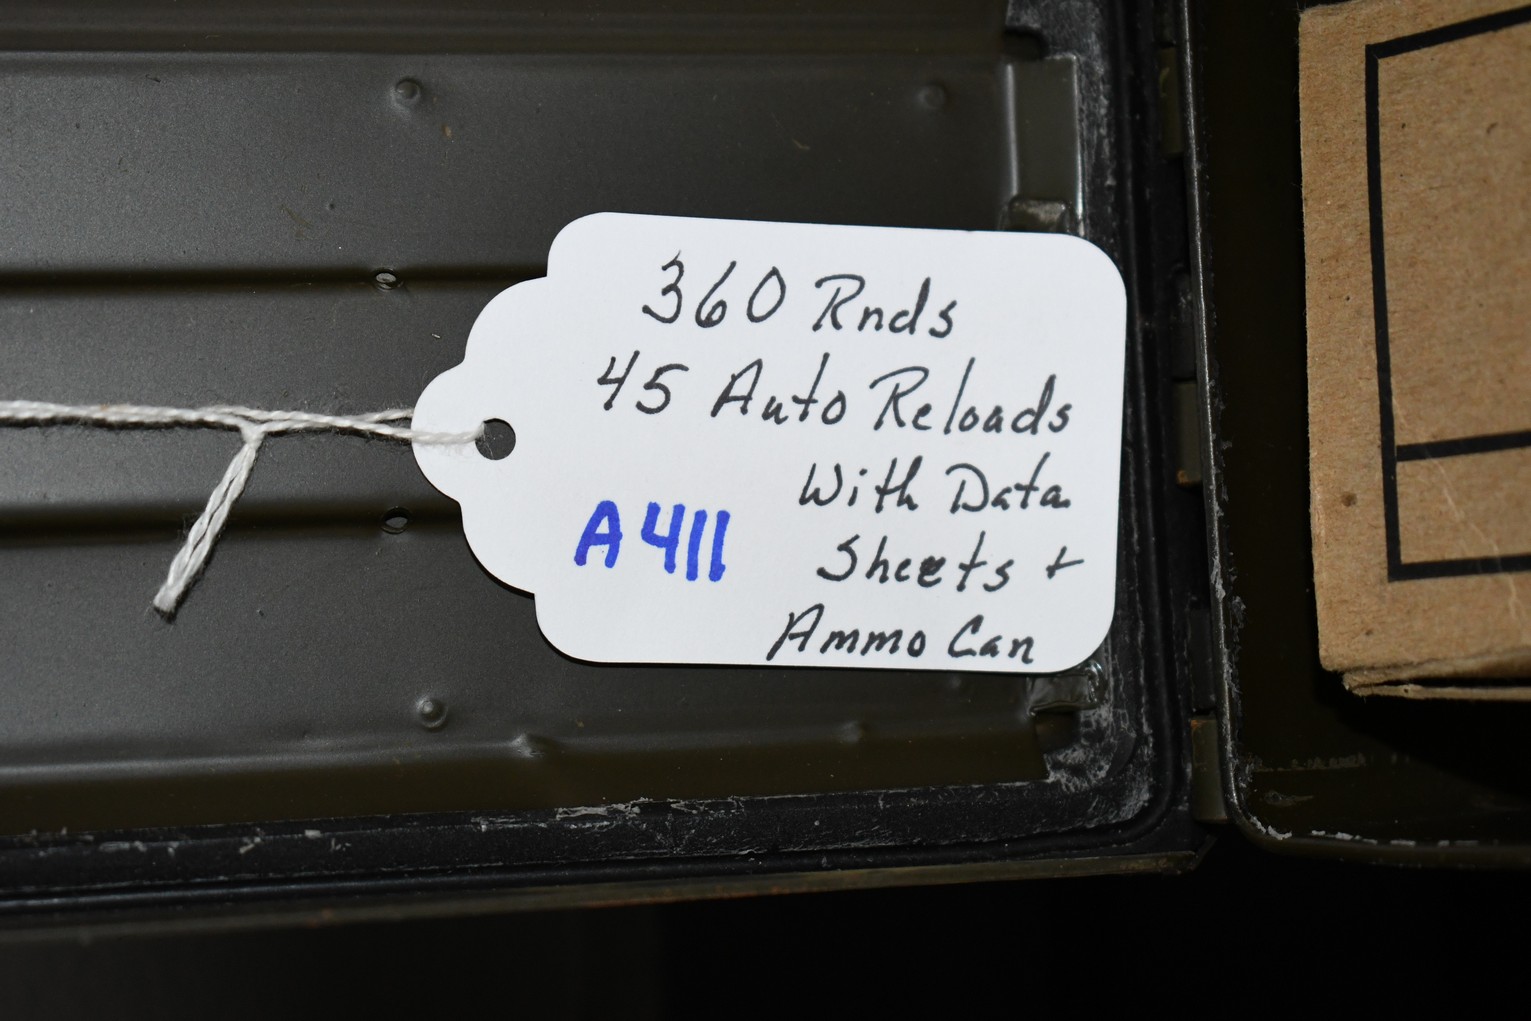 360 Rnds
45 Auto Reloads
With Data
Sheets +
Ammo Can
A411